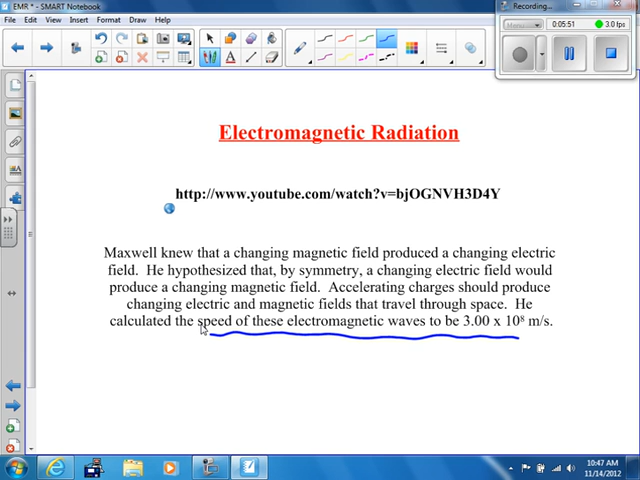 EMR * - SMART Notebook
Recording...
File Edit View Insert Format Draw Help
0:05:51
3.0 fps
Electromagnetic Radiation
http://www.youtube.com/watch?v=bjOGNVH3D4Y
Maxwell knew that a changing magnetic field produced a changing electric
field. He hypothesized that, by symmetry, a changing electric field would
produce a changing magnetic field. Accelerating charges should produce
changing electric and magnetic fields that travel through space. He
calculated the speed of these electromagnetic waves to be 3.00 x 10⁸ m/s.
10:47 AM
11/14/2012